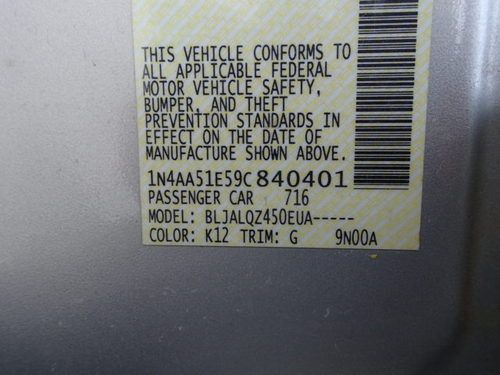 THIS VEHICLE CONFORMS TO
ALL APPLICABLE FEDERAL
MOTOR VEHICLE SAFETY,
BUMPER, AND THEFT
PREVENTION STANDARDS IN
EFFECT ON THE DATE OF
MANUFACTURE SHOWN ABOVE.
1N4AA51E59C840401
PASSENGER CAR 716
MODEL: BLJALQZ450EUA-----
COLOR: K12 TRIM: G 9N00A